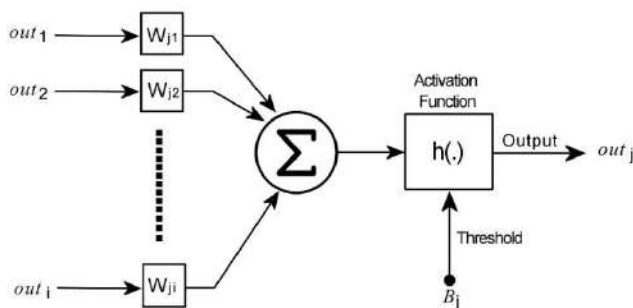 out1
Wj1
out2
Wj2
Σ
Activation
Function
h(.)
Output
outj
Threshold
Bj
outi
Wji